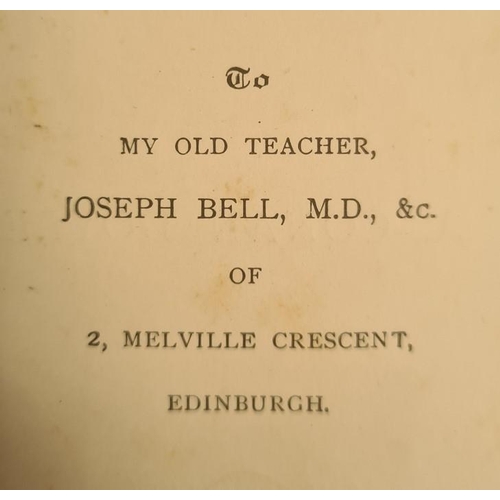 To
MY OLD TEACHER,
JOSEPH BELL, M.D., &c.
OF
2, MELVILLE CRESCENT,
EDINBURGH.